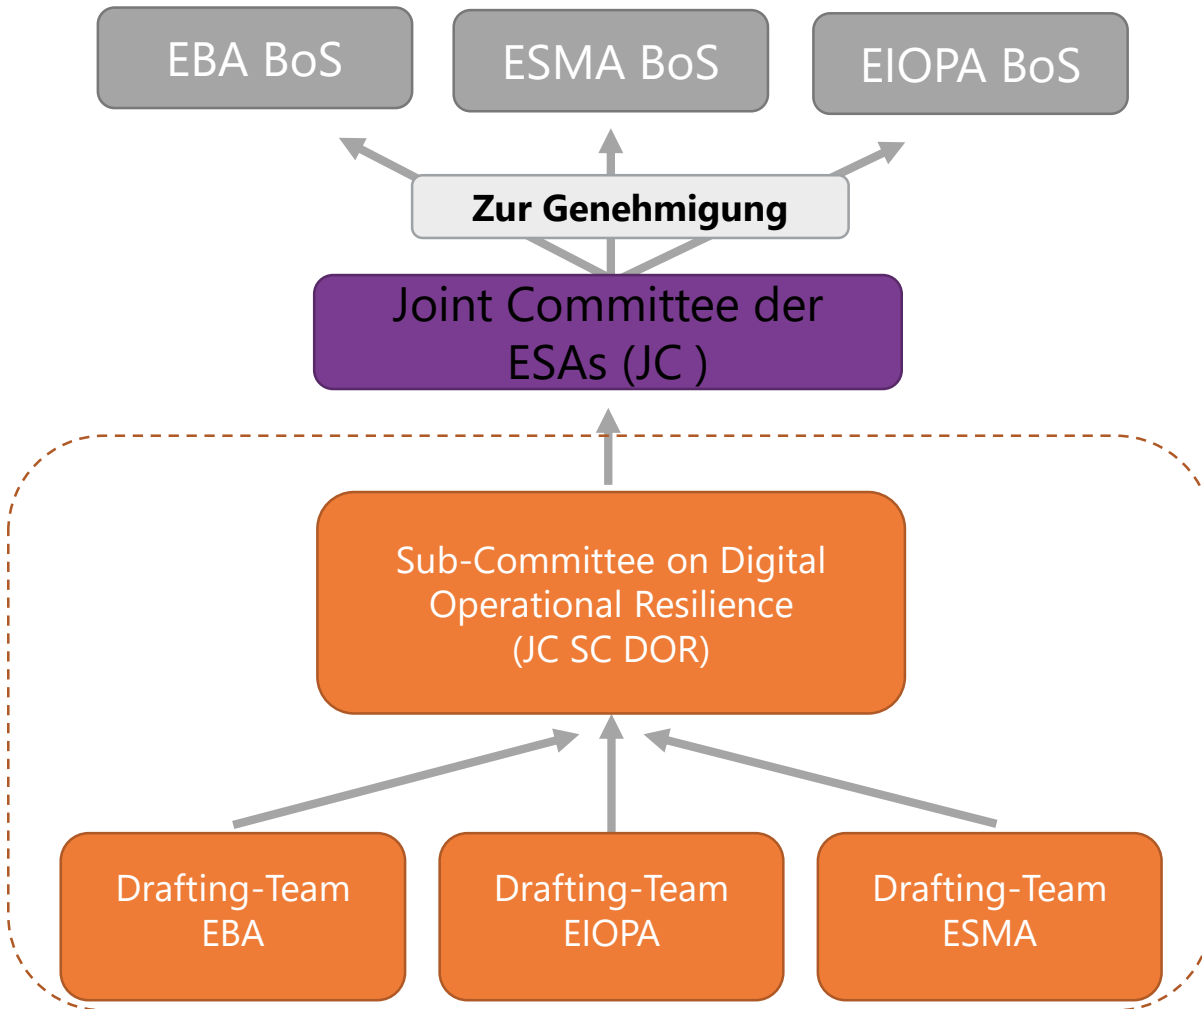 EBA BoS
ESMA BoS
EIOPA BoS
Zur Genehmigung
Joint Committee der
ESAs (JC )
Sub-Committee on Digital
Operational Resilience
(JC SC DOR)
Drafting-Team
EBA
Drafting-Team
EIOPA
Drafting-Team
ESMA